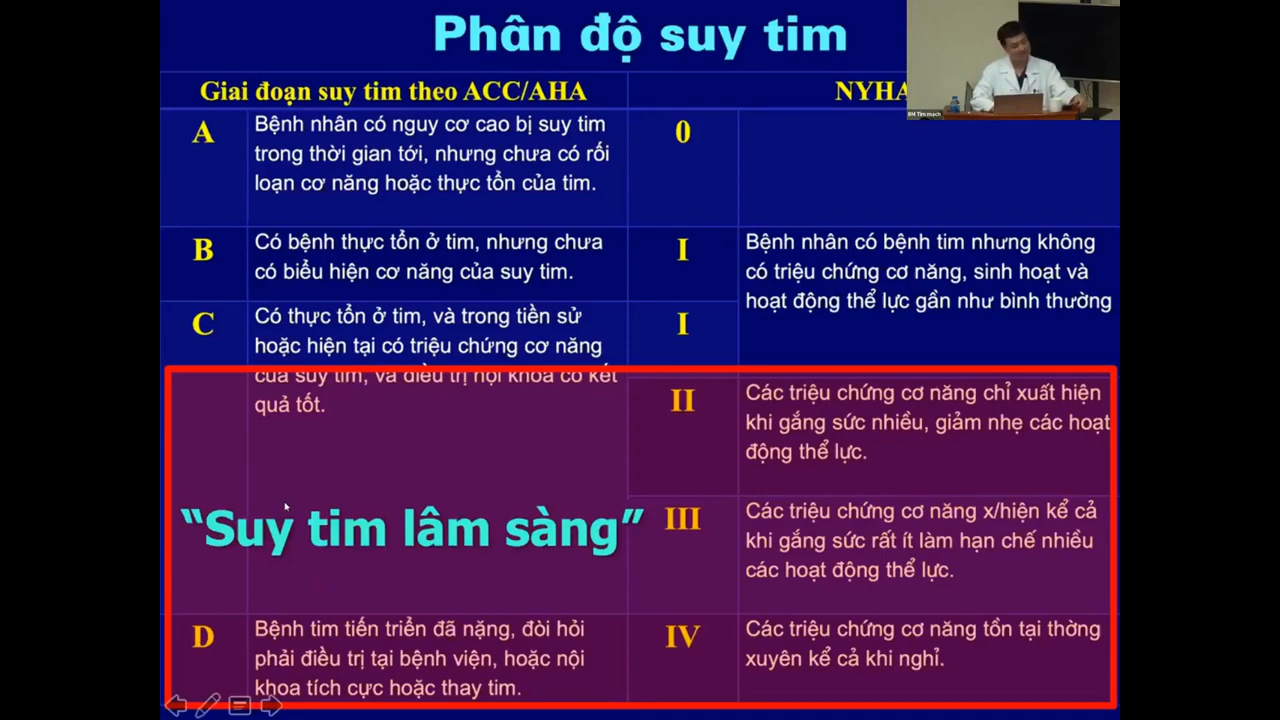 Phân độ suy tim
Giai đoạn suy tim theo ACC/AHA
NYHA
BM Tim mạch
A
Bệnh nhân có nguy cơ cao bị suy tim
trong thời gian tới, nhưng chưa có rối
loạn cơ năng hoặc thực tổn của tim.
0
B
Có bệnh thực tổn ở tim, nhưng chưa
có biểu hiện cơ năng của suy tim.
I
Bệnh nhân có bệnh tim nhưng không
có triệu chứng cơ năng, sinh hoạt và
hoạt động thể lực gần như bình thường
C
Có thực tổn ở tim, và trong tiền sử
hoặc hiện tại có triệu chứng cơ năng
của suy tim, và điều trị nội khoa có kết
quả tốt.
I
II
Các triệu chứng cơ năng chỉ xuất hiện
khi gắng sức nhiều, giảm nhẹ các hoạt
động thể lực.
"Suy tim lâm sàng"
III
Các triệu chứng cơ năng x/hiện kể cả
khi gắng sức rất ít làm hạn chế nhiều
các hoạt động thể lực.
D
Bệnh tim tiến triển đã nặng, đòi hỏi
phải điều trị tại bệnh viện, hoặc nội
khoa tích cực hoặc thay tim.
IV
Các triệu chứng cơ năng tồn tại thờng
xuyên kể cả khi nghỉ.